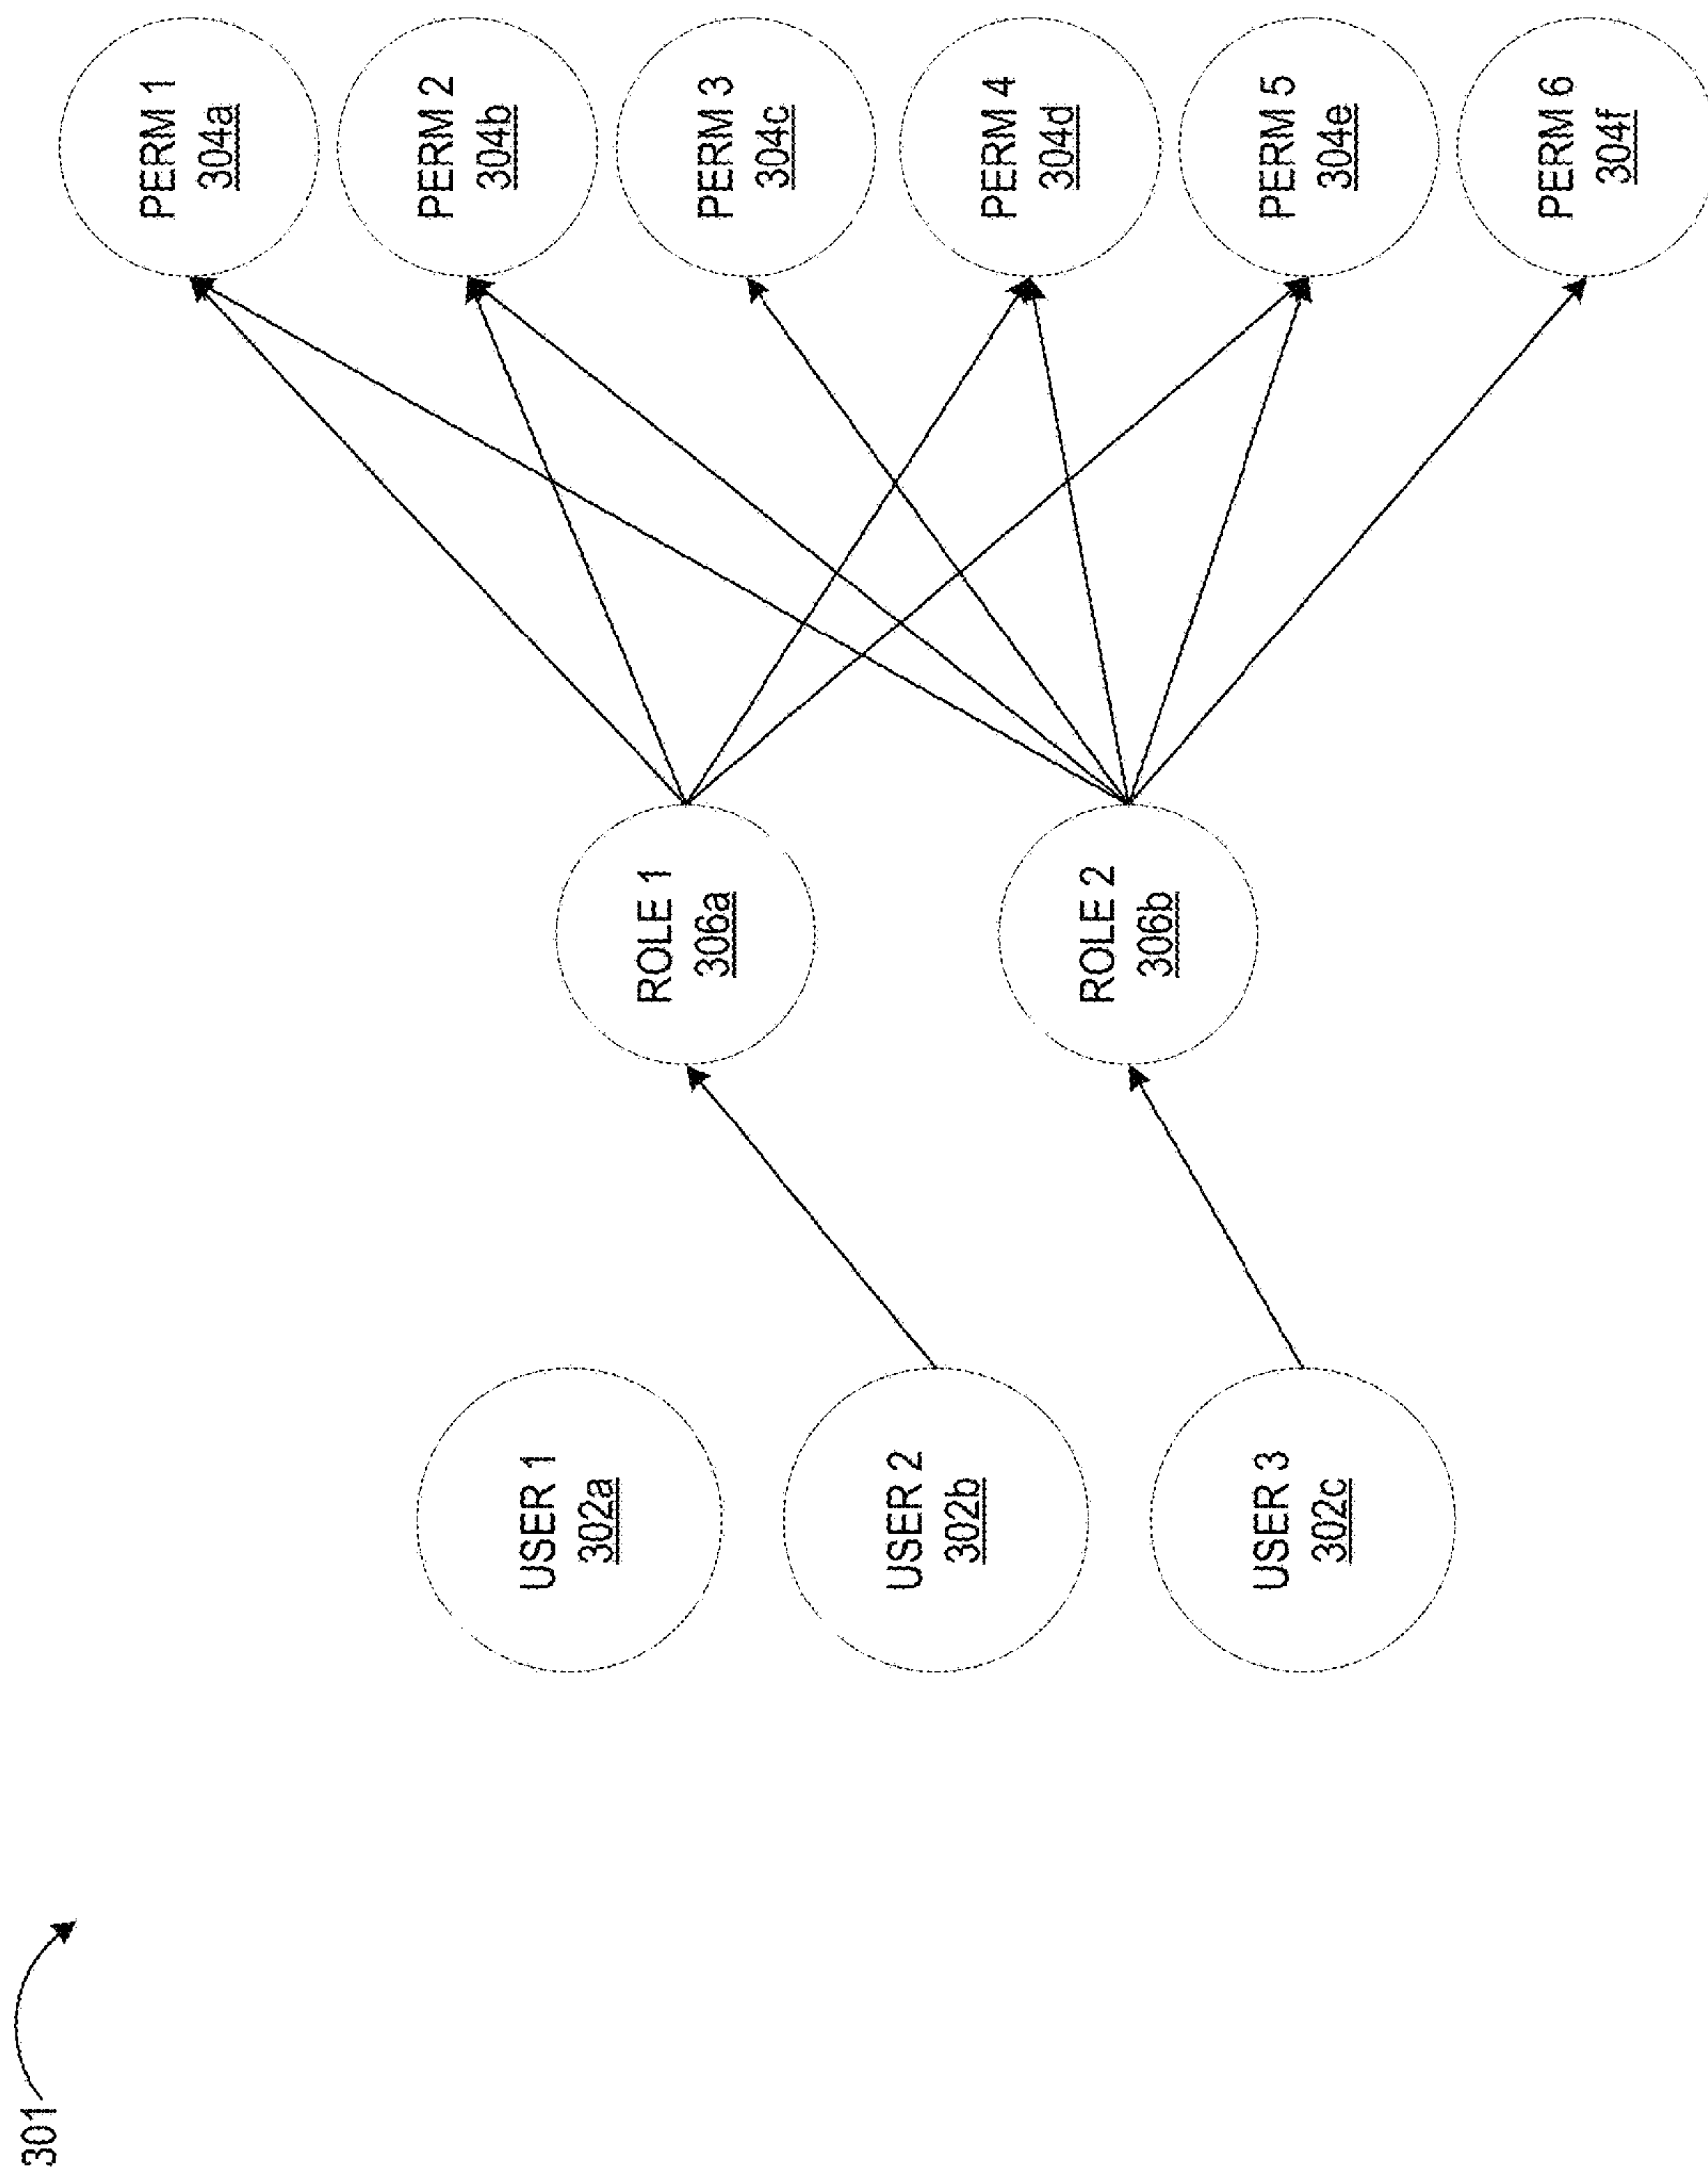 301
USER 1
302a
USER 2
302b
USER 3
302c
ROLE 1
306a
ROLE 2
306b
PERM 1
304a
PERM 2
304b
PERM 3
304c
PERM 4
304d
PERM 5
304e
PERM 6
304f